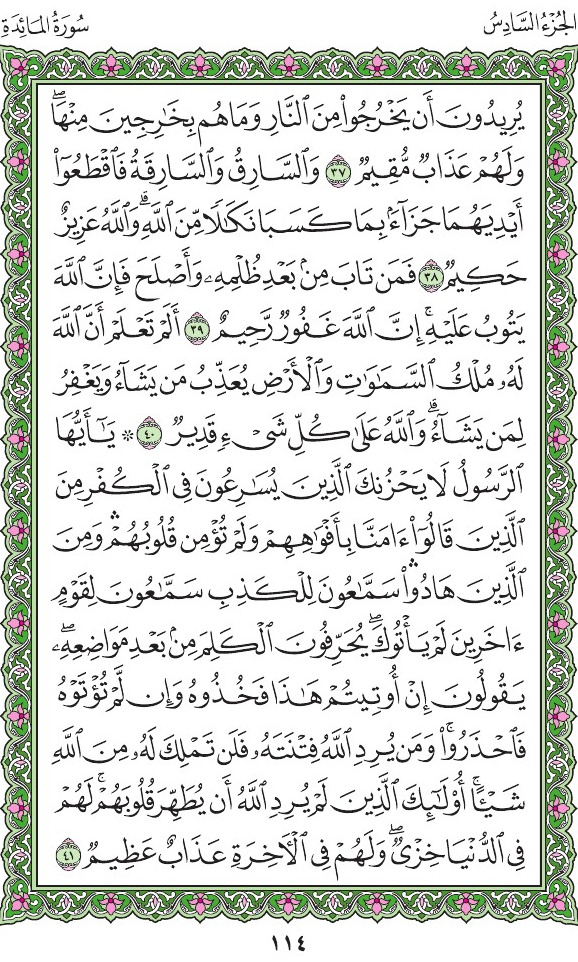 الجُزْءُ السَّادِسُ
سُورَةُ المَائِدَةِ
يُرِيدُونَ أَن يَخْرُجُوا۟ مِنَ ٱلنَّارِ وَمَا هُم بِخَٰرِجِينَ مِنْهَاۖ
وَلَهُمْ عَذَابٌ مُّقِيمٌ ٣٧ وَٱلسَّارِقُ وَٱلسَّارِقَةُ فَٱقْطَعُوٓا۟
أَيْدِيَهُمَا جَزَآءَۢ بِمَا كَسَبَا نَكَٰلًا مِّنَ ٱللَّهِۗ وَٱللَّهُ عَزِيزٌ
حَكِيمٌ ٣٨ فَمَن تَابَ مِنۢ بَعْدِ ظُلْمِهِۦ وَأَصْلَحَ فَإِنَّ ٱللَّهَ
يَتُوبُ عَلَيْهِۚ إِنَّ ٱللَّهَ غَفُورٌ رَّحِيمٌ ٣٩ أَلَمْ تَعْلَمْ أَنَّ ٱللَّهَ
لَهُۥ مُلْكُ ٱلسَّمَٰوَٰتِ وَٱلْأَرْضِ يُعَذِّبُ مَن يَشَآءُ وَيَغْفِرُ
لِمَن يَشَآءُۗ وَٱللَّهُ عَلَىٰ كُلِّ شَىْءٍ قَدِيرٌ ٤٠ ۞ يَٰٓأَيُّهَا
ٱلرَّسُولُ لَا يَحْزُنكَ ٱلَّذِينَ يُسَٰرِعُونَ فِى ٱلْكُفْرِ مِنَ
ٱلَّذِينَ قَالُوٓا۟ ءَامَنَّا بِأَفْوَٰهِهِمْ وَلَمْ تُؤْمِن قُلُوبُهُمْۛ وَمِنَ
ٱلَّذِينَ هَادُوا۟ۛ سَمَّٰعُونَ لِلْكَذِبِ سَمَّٰعُونَ لِقَوْمٍ
ءَاخَرِينَ لَمْ يَأْتُوكَۖ يُحَرِّفُونَ ٱلْكَلِمَ مِنۢ بَعْدِ مَوَاضِعِهِۦۖ
يَقُولُونَ إِنْ أُوتِيتُمْ هَٰذَا فَخُذُوهُ وَإِن لَّمْ تُؤْتَوْهُ
فَٱحْذَرُوا۟ۚ وَمَن يُرِدِ ٱللَّهُ فِتْنَتَهُۥ فَلَن تَمْلِكَ لَهُۥ مِنَ ٱللَّهِ
شَيْـًٔاۚ أُو۟لَٰٓئِكَ ٱلَّذِينَ لَمْ يُرِدِ ٱللَّهُ أَن يُطَهِّرَ قُلُوبَهُمْۚ لَهُمْ
فِى ٱلدُّنْيَا خِزْىٌۖ وَلَهُمْ فِى ٱلْءَاخِرَةِ عَذَابٌ عَظِيمٌ ٤١
١١٤